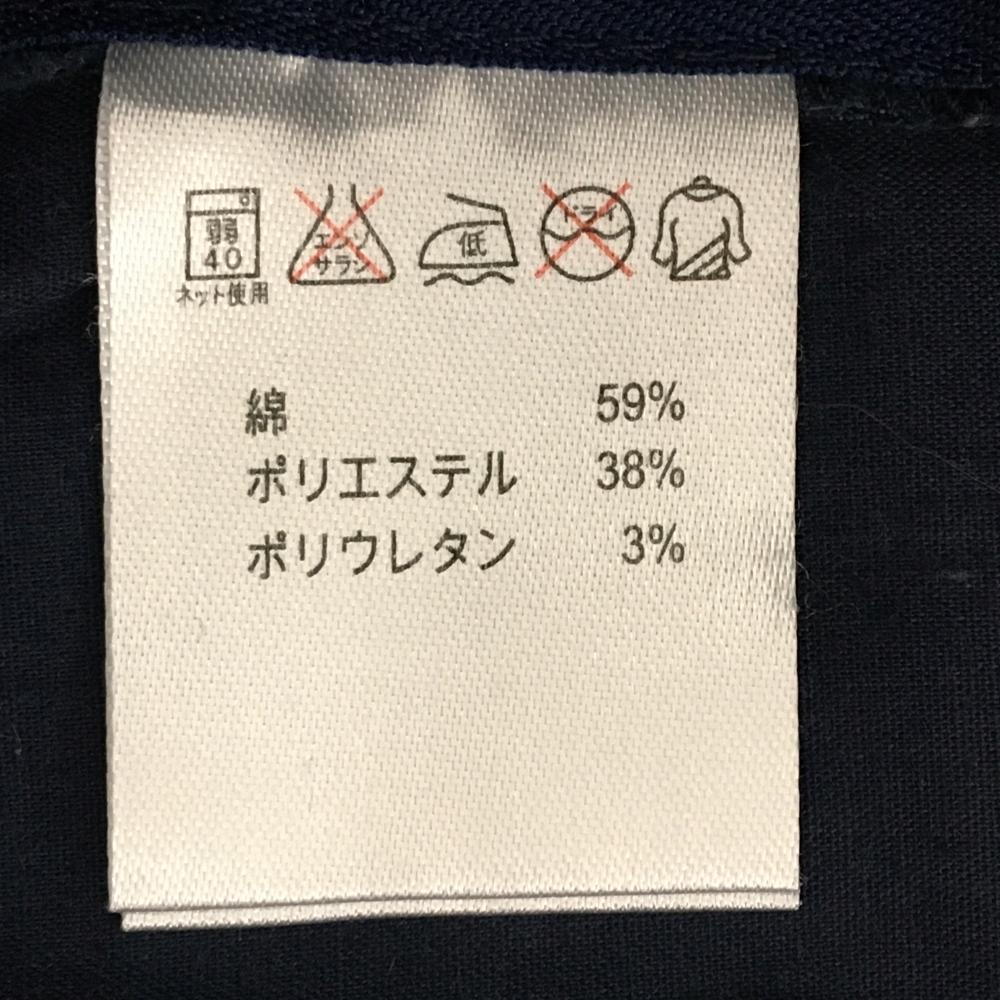 弱
40
ネット使用
エンソ
サラシ
低
ドライ
綿 59%
ポリエステル 38%
ポリウレタン 3%